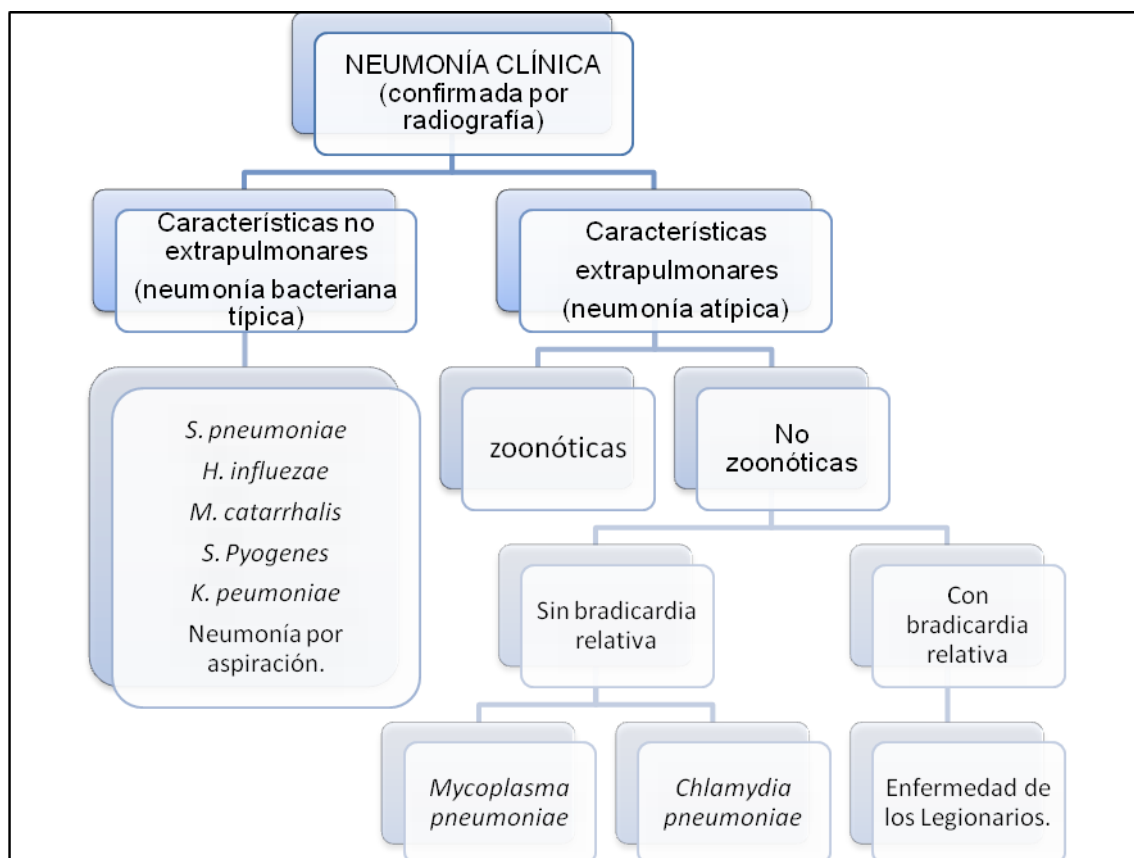 NEUMONÍA CLÍNICA
(confirmada por
radiografía)
Característícas no
extrapulmonares
(neumonía bacteriana
típica)
Característícas
extrapulmonares
(neumonía atípica)
S. pneumoniae
H. influezae
M. catarrhalis
S. Pyogenes
K. peumoniae
Neumonía por
aspiración.
zoonóticas
No
zoonóticas
Sin bradicardia
relativa
Con
bradicardia
relativa
Mycoplasma
pneumoniae
Chlamydia
pneumoniae
Enfermedad de
los Legionarios.